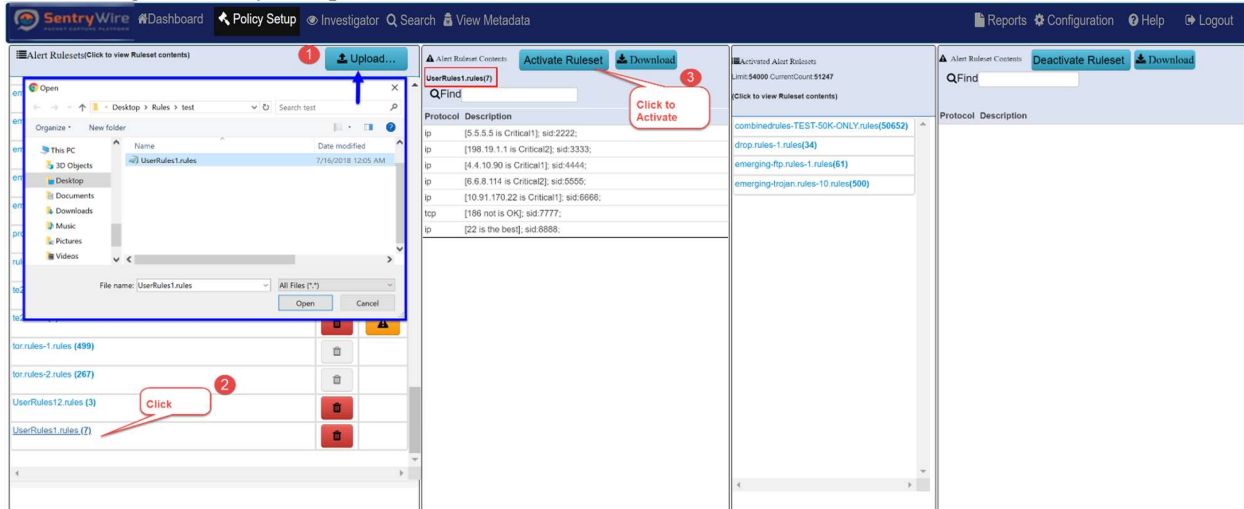 SentryWire
PACKET CAPTURE PLATFORM
Dashboard
Policy Setup
Investigator
Search
View Metadata
Reports
Configuration
Help
Logout
Alert Rulesets(Click to view Ruleset contents)
1
Upload...
Open
Desktop > Rules > test
Search test
Organize
New folder
Name
Date modified
This PC
3D Objects
Desktop
Documents
Downloads
Music
Pictures
Videos
UserRules1.rules
7/16/2018 12:05 AM
File name:
UserRules1.rules
All Files (*.*)
Open
Cancel
tor.rules-1.rules (499)
tor.rules-2.rules (267)
2
Click
UserRules12.rules (3)
UserRules1.rules (7)
Alert Ruleset Contents
Activate Ruleset
Download
UserRules1.rules(7)
3
Click to
Activate
Find
Protocol Description
ip [5.5.5.5 is Critical1]; sid:2222;
ip [198.19.1.1 is Critical2]; sid:3333;
ip [4.4.10.90 is Critical1]; sid:4444;
ip [6.6.8.114 is Critical2]; sid:5555;
ip [10.91.170.22 is Critical1]; sid:6666;
tcp [186 not is OK]; sid:7777;
ip [22 is the best]; sid:8888;
Activated Alert Rulesets
Limit:54000 CurrentCount:51247
(Click to view Ruleset contents)
combinedrules-TEST-50K-ONLY.rules(50652)
drop.rules-1.rules(34)
emerging-ftp.rules-1.rules(61)
emerging-trojan.rules-10.rules(500)
Alert Ruleset Contents
Deactivate Ruleset
Download
Find
Protocol Description